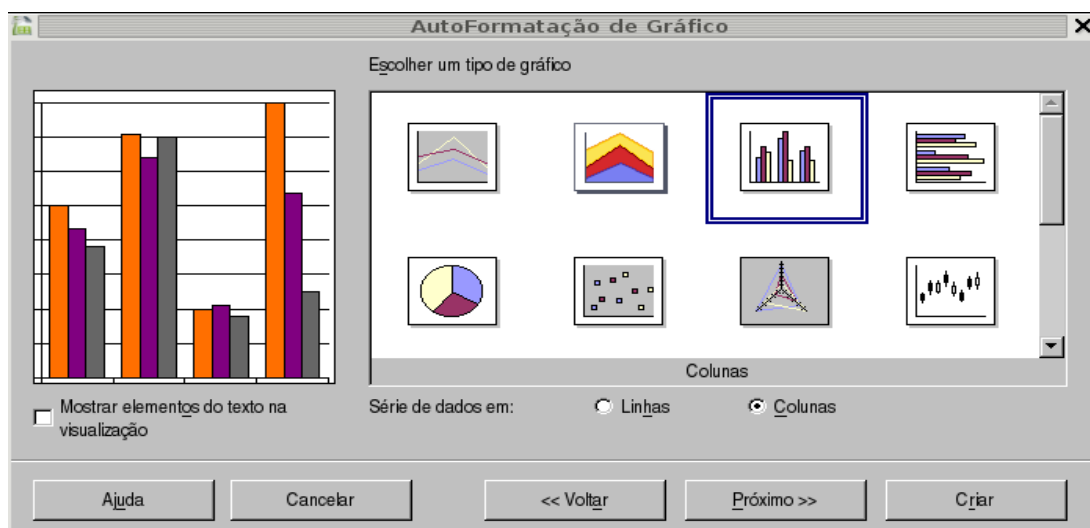 AutoFormatação de Gráfico
Escolher um tipo de gráfico
Colunas
Mostrar elementos do texto na
visualização
Série de dados em:
Linhas
Colunas
Ajuda
Cancelar
<< Voltar
Próximo >>
Criar